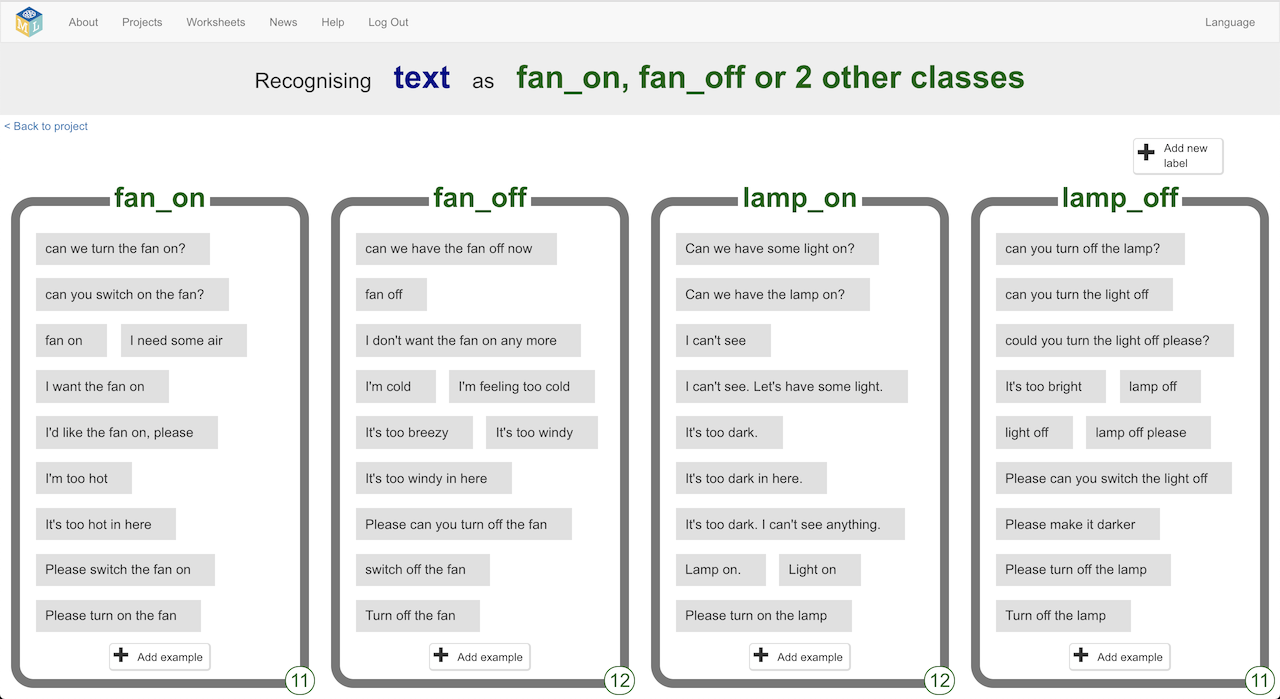 About Projects Worksheets News Help Log Out Language
Recognising text as fan_on, fan_off or 2 other classes
< Back to project
Add new
label
fan_on
can we turn the fan on?
can you switch on the fan?
fan on I need some air
I want the fan on
I'd like the fan on, please
I'm too hot
It's too hot in here
Please switch the fan on
Please turn on the fan
Add example
11
fan_off
can we have the fan off now
fan off
I don't want the fan on any more
I'm cold I'm feeling too cold
It's too breezy It's too windy
It's too windy in here
Please can you turn off the fan
switch off the fan
Turn off the fan
Add example
12
lamp_on
Can we have some light on?
Can we have the lamp on?
I can't see
I can't see. Let's have some light.
It's too dark.
It's too dark in here.
It's too dark. I can't see anything.
Lamp on. Light on
Please turn on the lamp
Add example
12
lamp_off
can you turn off the lamp?
can you turn the light off
could you turn the light off please?
It's too bright lamp off
light off lamp off please
Please can you switch the light off
Please make it darker
Please turn off the lamp
Turn off the lamp
Add example
11